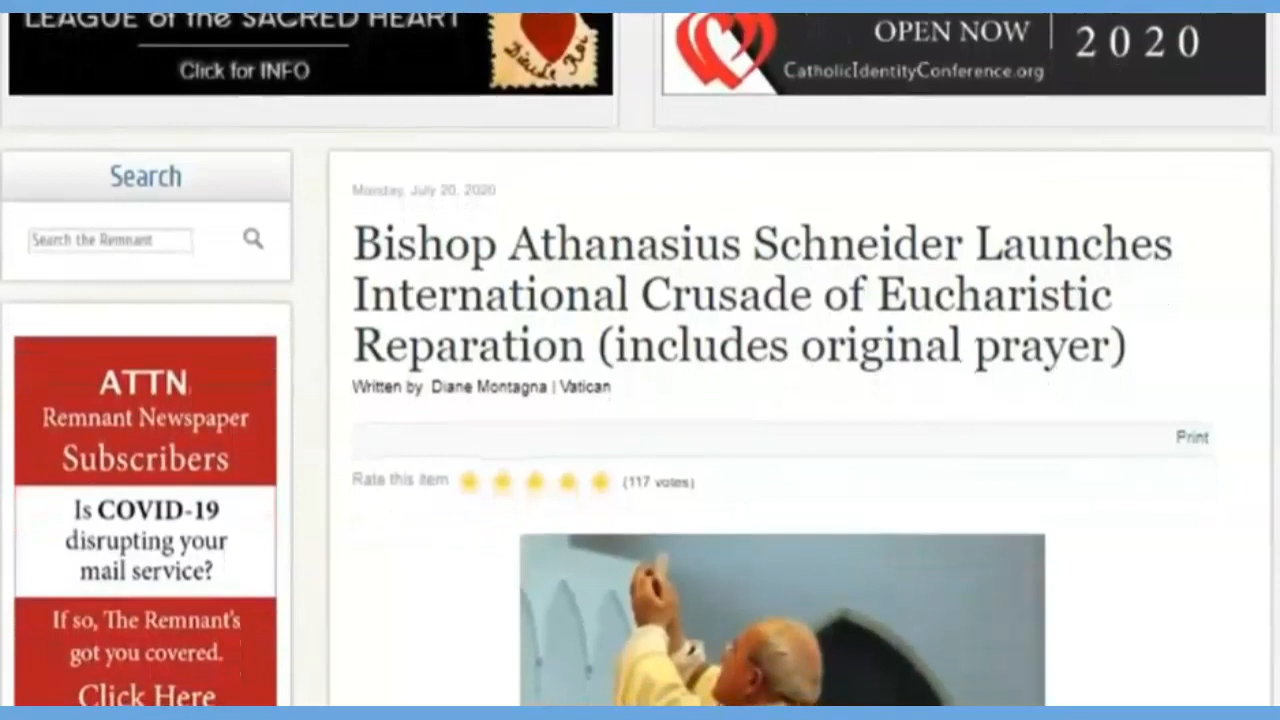 LEAGUE of the SACRED HEART
Click for INFO
Dieu le Roi
OPEN NOW
2020
CatholicIdentityConference.org
Search
Search the Remnant
Monday, July 20, 2020
Bishop Athanasius Schneider Launches
International Crusade of Eucharistic
Reparation (includes original prayer)
Written by Diane Montagna | Vatican
Print
Rate this item
(117 votes)
ATTN
Remnant Newspaper
Subscribers
Is COVID-19
disrupting your
mail service?
If so, The Remnant's
got you covered.
Click Here